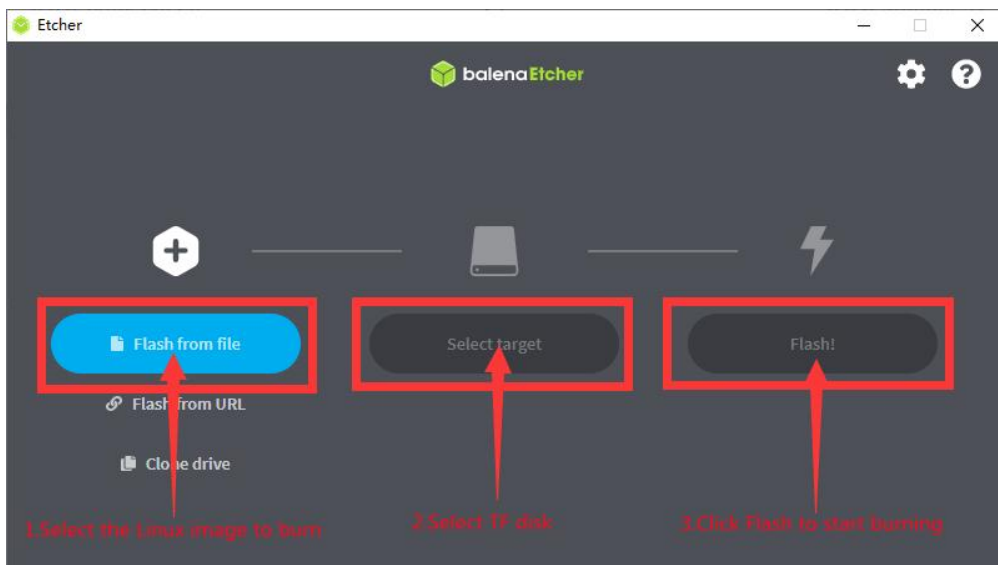 Etcher
balenaEtcher
Flash from file
Select target
Flash!
Flash from URL
Clone drive
1.Select the Linux image to burn
2.Select TF disk
3.Click Flash to start burning